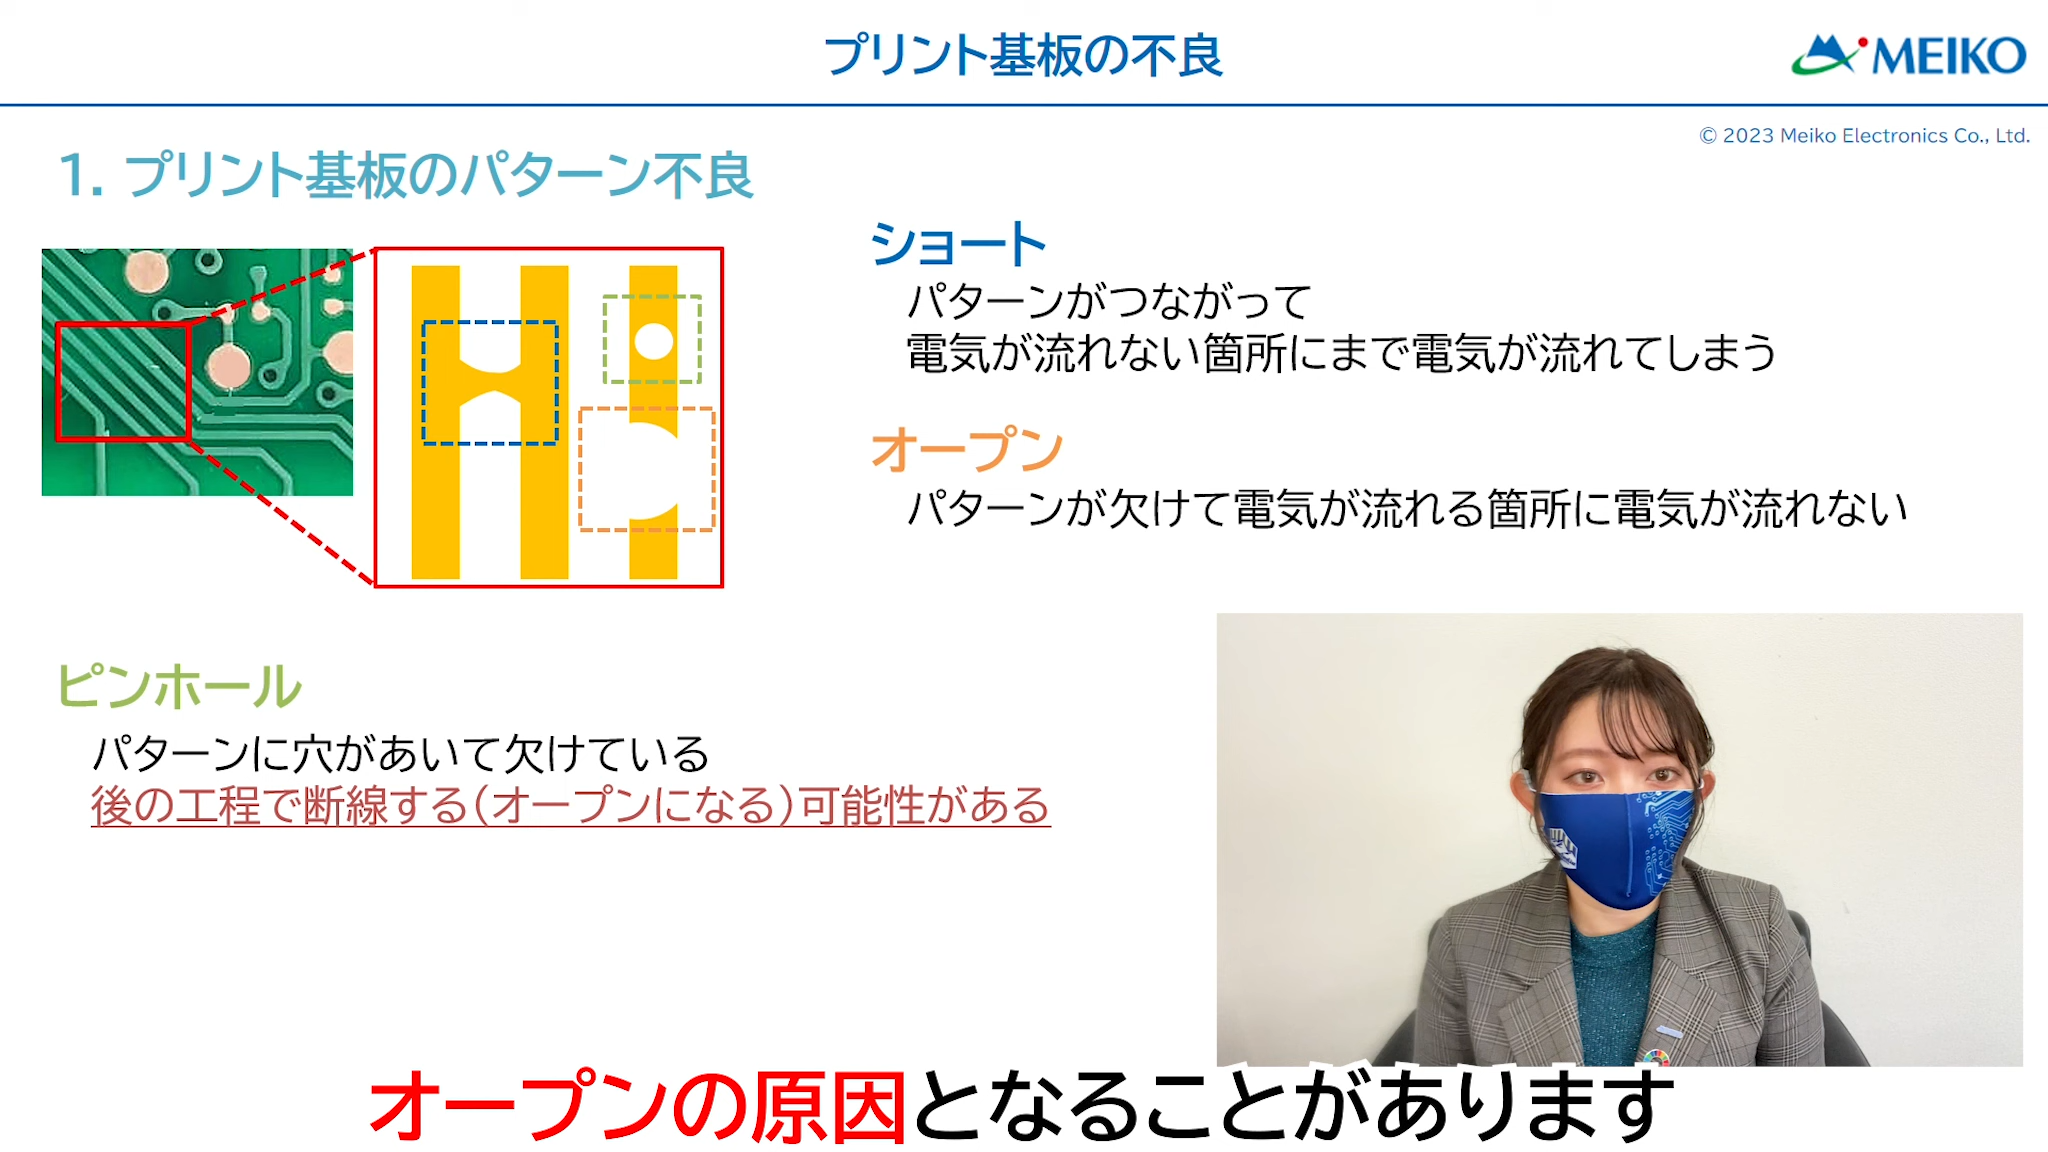 プリント基板の不良
MEIKO
© 2023 Meiko Electronics Co., Ltd.
1. プリント基板のパターン不良
ショート
パターンがつながって
電気が流れない箇所にまで電気が流れてしまう
オープン
パターンが欠けて電気が流れる箇所に電気が流れない
ピンホール
パターンに穴があいて欠けている
後の工程で断線する(オープンになる)可能性がある
オープンの原因となることがあります